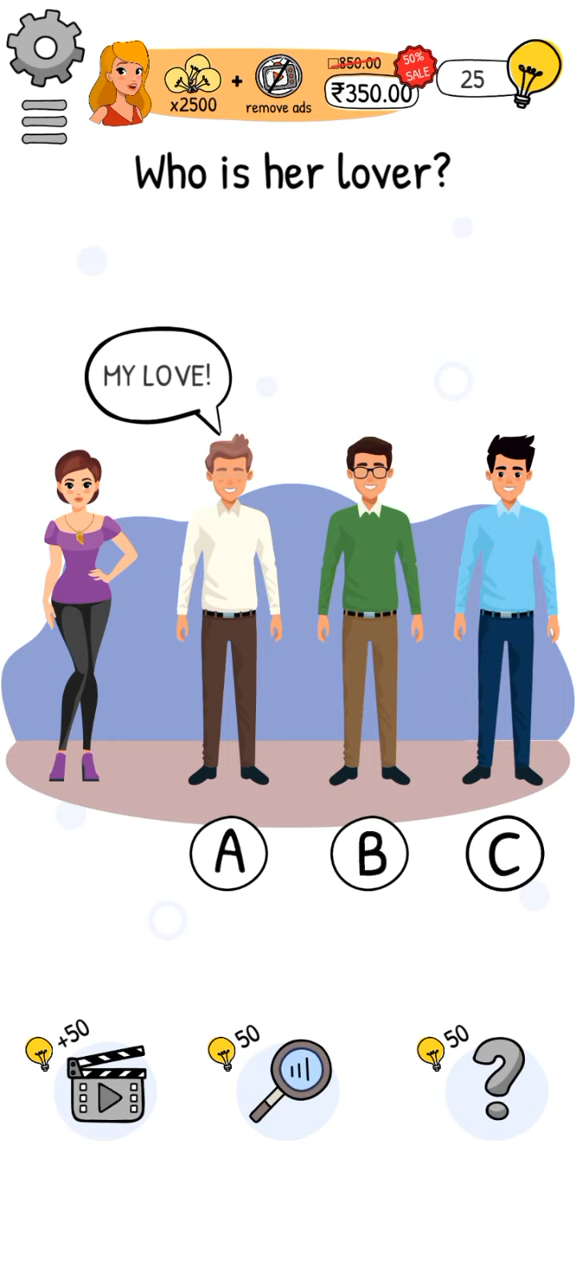 850.00
50%
SALE
₹350.00
x2500
+
remove ads
25
Who is her lover?
MY LOVE!
A
B
C
+50
50
50
?